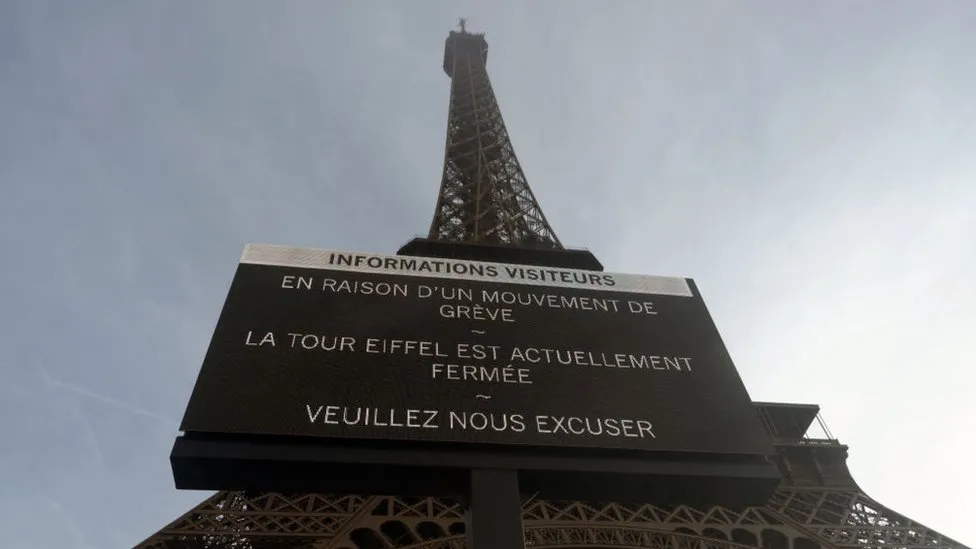 INFORMATIONS VISITEURS
EN RAISON D'UN MOUVEMENT DE
GRÈVE
~
LA TOUR EIFFEL EST ACTUELLEMENT
FERMÉE
~
VEUILLEZ NOUS EXCUSER